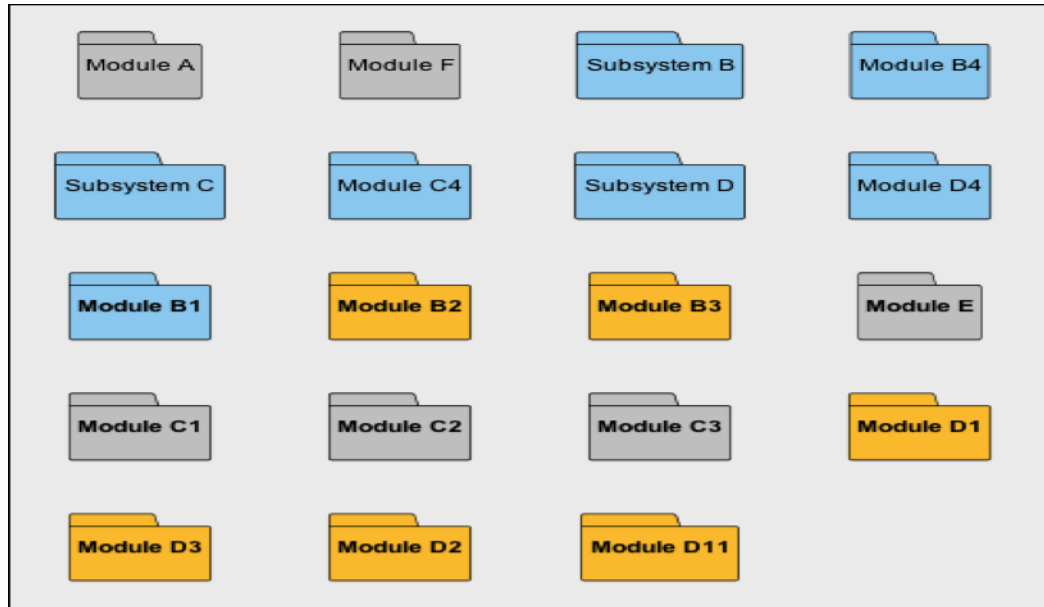 Module A
Module F
Subsystem B
Module B4
Subsystem C
Module C4
Subsystem D
Module D4
Module B1
Module B2
Module B3
Module E
Module C1
Module C2
Module C3
Module D1
Module D3
Module D2
Module D11